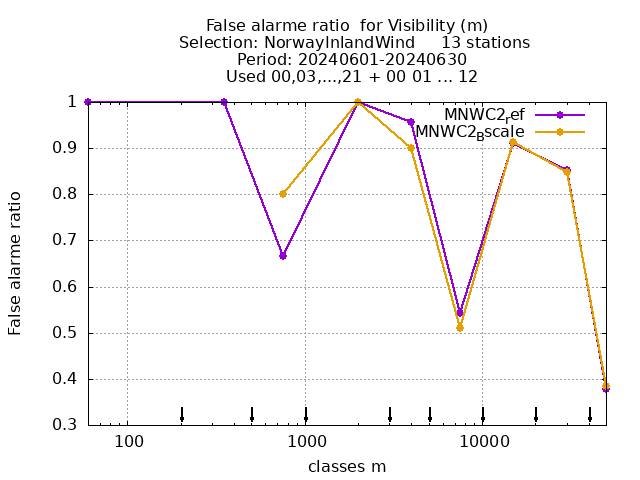 False alarme ratio  for Visibility (m)
Selection: NorwayInlandWind     13 stations
Period: 20240601-20240630
Used 00,03,...,21 + 00 01 ... 12
MNWC2ref
MNWC2Bscale
1
0.9
0.8
0.7
0.6
0.5
0.4
0.3
False alarme ratio
100
1000
10000
classes m